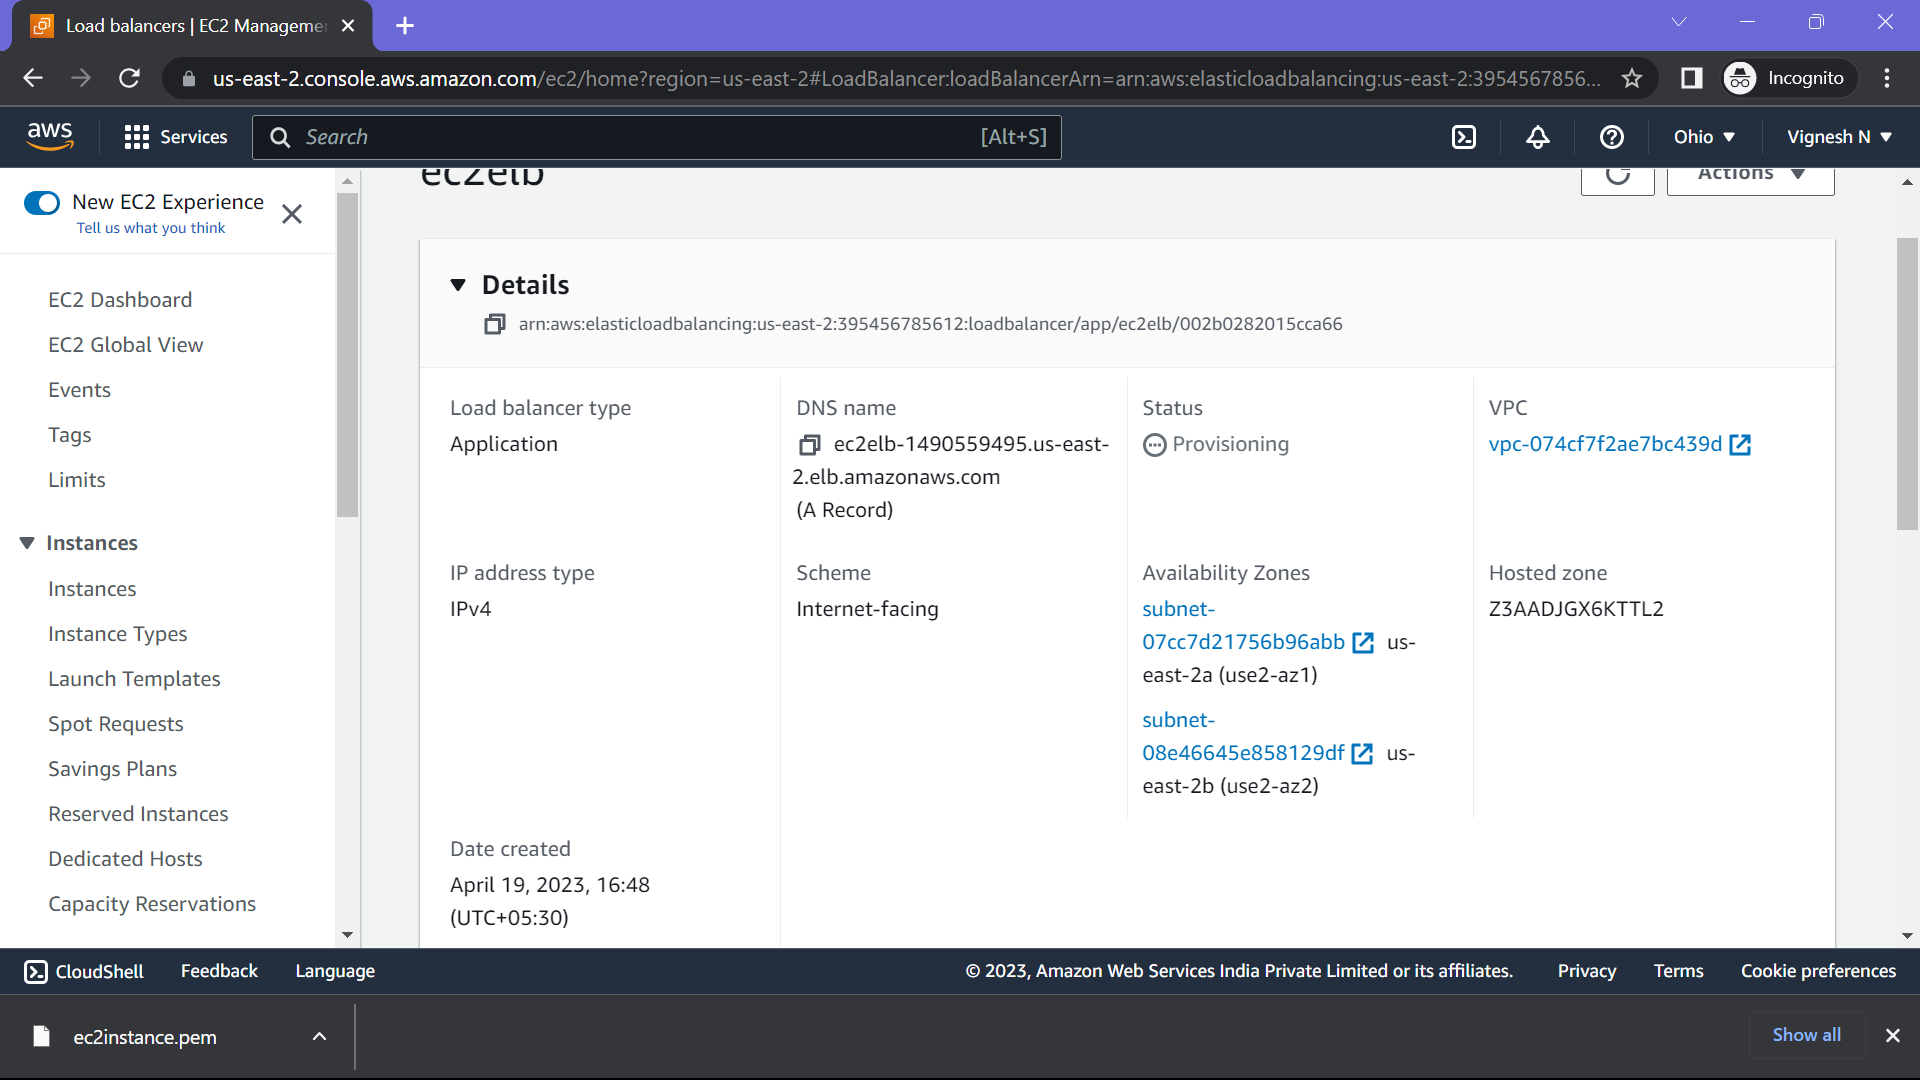 Load balancers | EC2 Manageme
us-east-2.console.aws.amazon.com/ec2/home?region=us-east-2#LoadBalancer:loadBalancerArn=arn:aws:elasticloadbalancing:us-east-2:3954567856...
Incognito
aws
Services
Search
[Alt+S]
Ohio
Vignesh N
New EC2 Experience
Tell us what you think
EC2 Dashboard
EC2 Global View
Events
Tags
Limits
Instances
Instances
Instance Types
Launch Templates
Spot Requests
Savings Plans
Reserved Instances
Dedicated Hosts
Capacity Reservations
ec2elb
Actions
Details
arn:aws:elasticloadbalancing:us-east-2:395456785612:loadbalancer/app/ec2elb/002b0282015cca66
Load balancer type
Application
DNS name
ec2elb-1490559495.us-east-
2.elb.amazonaws.com
(A Record)
Status
Provisioning
VPC
vpc-074cf7f2ae7bc439d
IP address type
IPv4
Scheme
Internet-facing
Availability Zones
subnet-
07cc7d21756b96abb us-
east-2a (use2-az1)
subnet-
08e46645e858129df us-
east-2b (use2-az2)
Hosted zone
Z3AADJGX6KTTL2
Date created
April 19, 2023, 16:48
(UTC+05:30)
CloudShell
Feedback
Language
© 2023, Amazon Web Services India Private Limited or its affiliates.
Privacy
Terms
Cookie preferences
ec2instance.pem
Show all